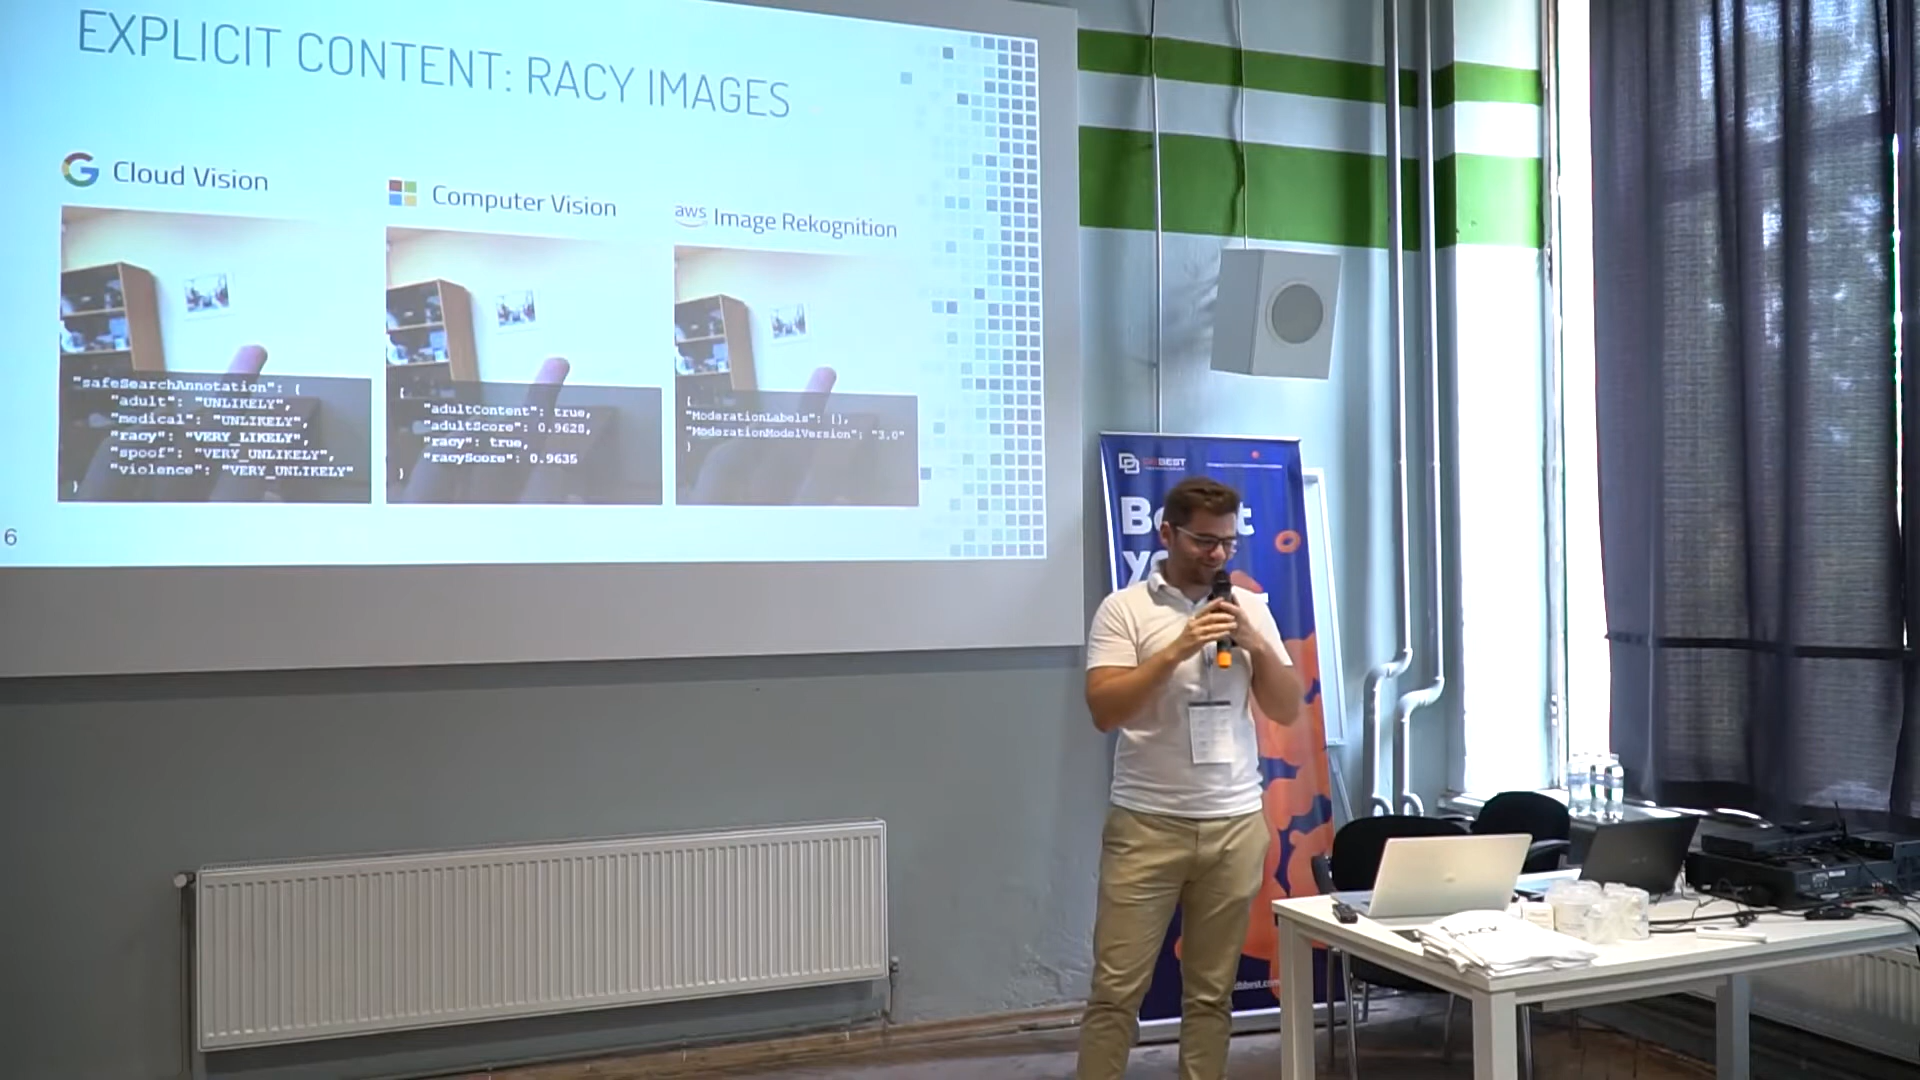 EXPLICIT CONTENT: RACY IMAGES
Cloud Vision
Computer Vision
aws Image Rekognition
"safeSearchAnnotation": {
"adult": "UNLIKELY",
"medical": "UNLIKELY",
"racy": "VERY_LIKELY",
"spoof": "VERY_UNLIKELY",
"violence": "VERY_UNLIKELY"
}
{
"adultContent": true,
"adultScore": 0.9628,
"racy": true,
"racyScore": 0.9635
}
{
"ModerationLabels": [],
"ModerationModelVersion": "3.0"
}
6